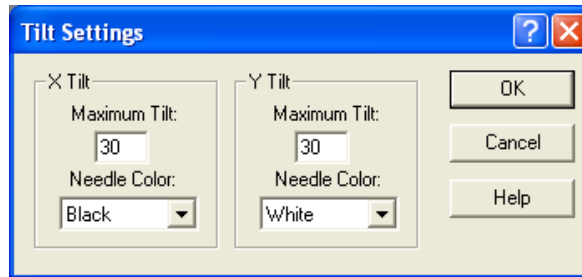 Tilt Settings
X Tilt
Maximum Tilt:
30
Needle Color:
Black
Y Tilt
Maximum Tilt:
30
Needle Color:
White
OK
Cancel
Help